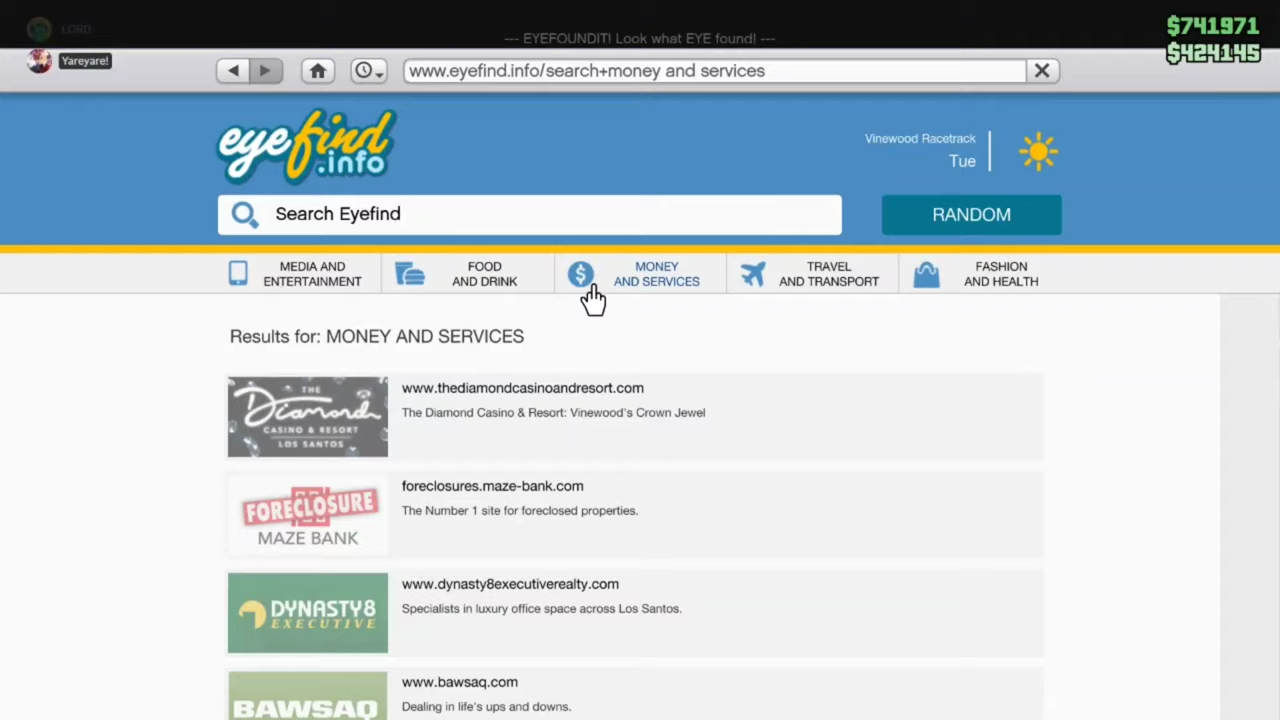 LORD
--- EYEFOUNDIT! Look what EYE found! ---
$741971
$424145
Yareyare!
www.eyefind.info/search+money and services
eyefind
.info
Vinewood Racetrack
Tue
Search Eyefind
RANDOM
MEDIA AND
ENTERTAINMENT
FOOD
AND DRINK
MONEY
AND SERVICES
TRAVEL
AND TRANSPORT
FASHION
AND HEALTH
Results for: MONEY AND SERVICES
THE
Diamond
CASINO & RESORT
LOS SANTOS
www.thediamondcasinoandresort.com
The Diamond Casino & Resort: Vinewood's Crown Jewel
FORECLOSURE
MAZE BANK
foreclosures.maze-bank.com
The Number 1 site for foreclosed properties.
DYNASTY8
EXECUTIVE
www.dynasty8executiverealty.com
Specialists in luxury office space across Los Santos.
BAWSAQ
www.bawsaq.com
Dealing in life's ups and downs.